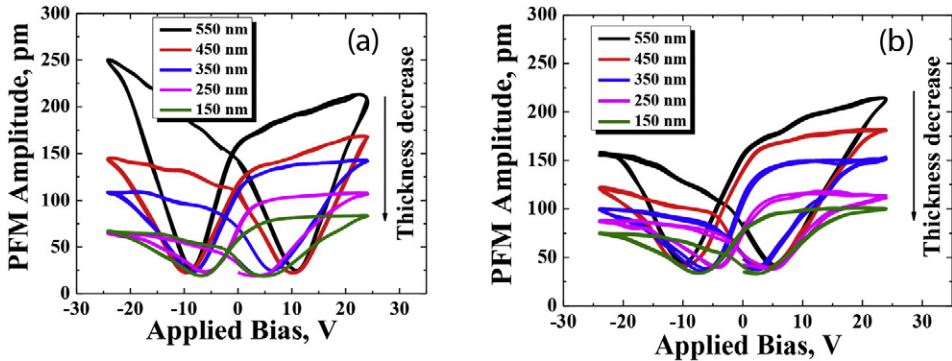 (a)
550 nm
450 nm
350 nm
250 nm
150 nm
PFM Amplitude, pm
300
250
200
150
100
50
0
-30 -20 -10 0 10 20 30
Applied Bias, V
Thickness decrease
(b)
550 nm
450 nm
350 nm
250 nm
150 nm
PFM Amplitude, pm
300
250
200
150
100
50
0
-30 -20 -10 0 10 20 30
Applied Bias, V
Thickness decrease